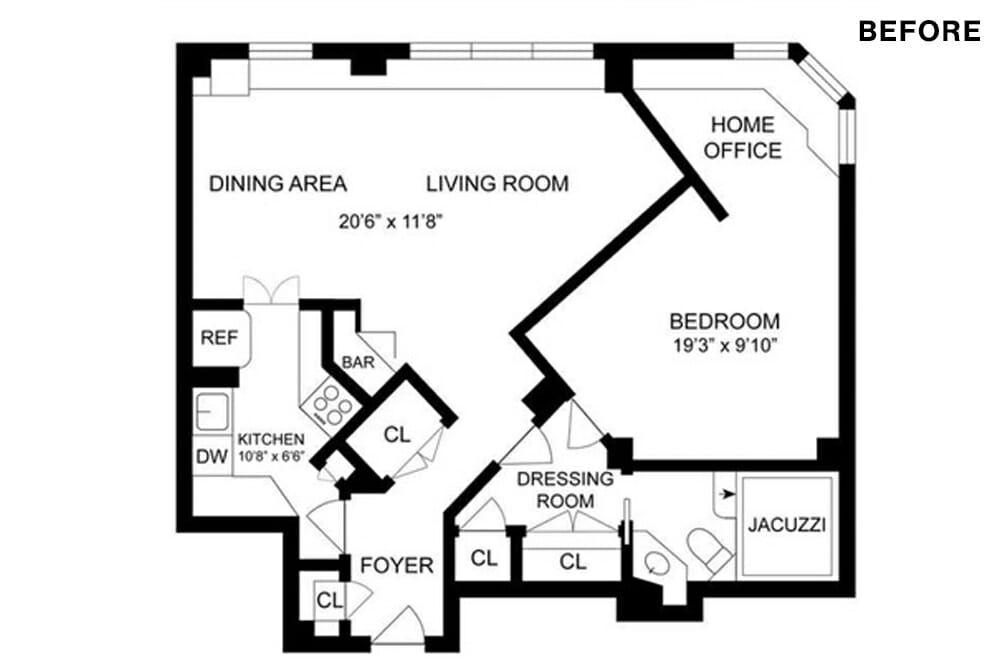 BEFORE
HOME
OFFICE
DINING AREA
LIVING ROOM
20’6” x 11’8”
BEDROOM
19’3” x 9’10”
REF
BAR
CL
KITCHEN
10’8” x 6’6”
DW
DRESSING
ROOM
JACUZZI
FOYER
CL
CL
CL